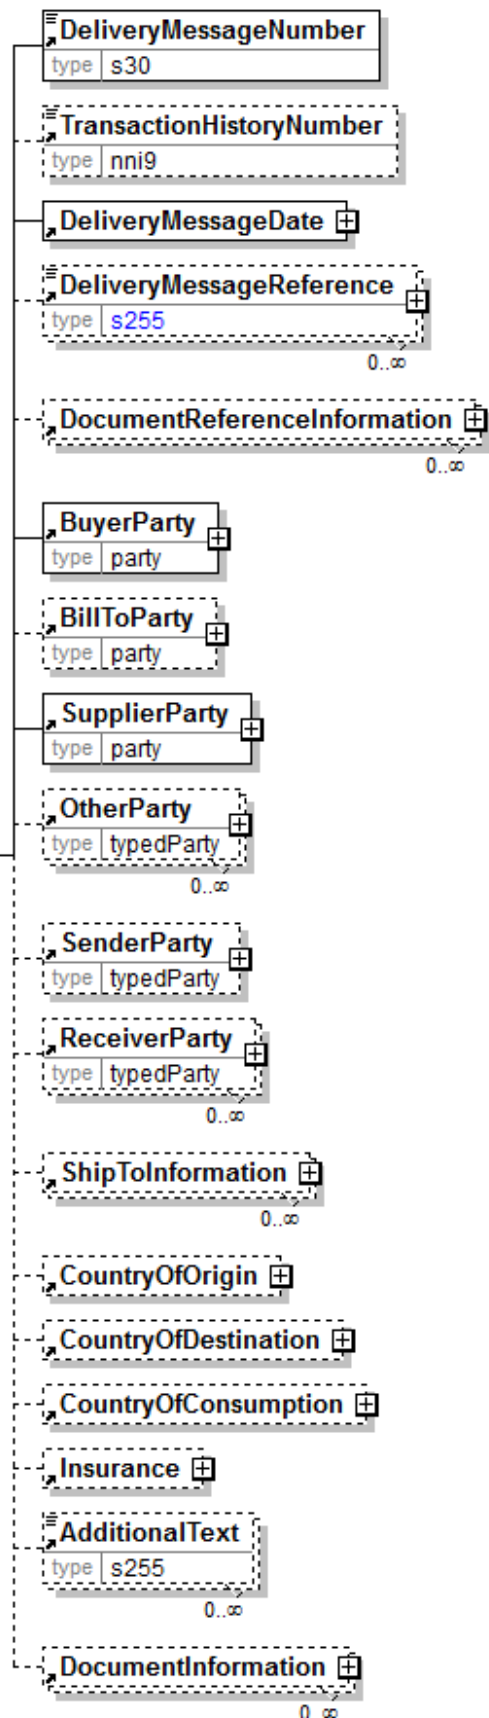 DeliveryMessageNumber
type s30
TransactionHistoryNumber
type nni9
DeliveryMessageDate
DeliveryMessageReference
type s255
0..∞
DocumentReferenceInformation
0..∞
BuyerParty
type party
BillToParty
type party
SupplierParty
type party
OtherParty
type typedParty
0..∞
SenderParty
type typedParty
ReceiverParty
type typedParty
0..∞
ShipToInformation
0..∞
CountryOfOrigin
CountryOfDestination
CountryOfConsumption
Insurance
AdditionalText
type s255
0..∞
DocumentInformation
0..∞